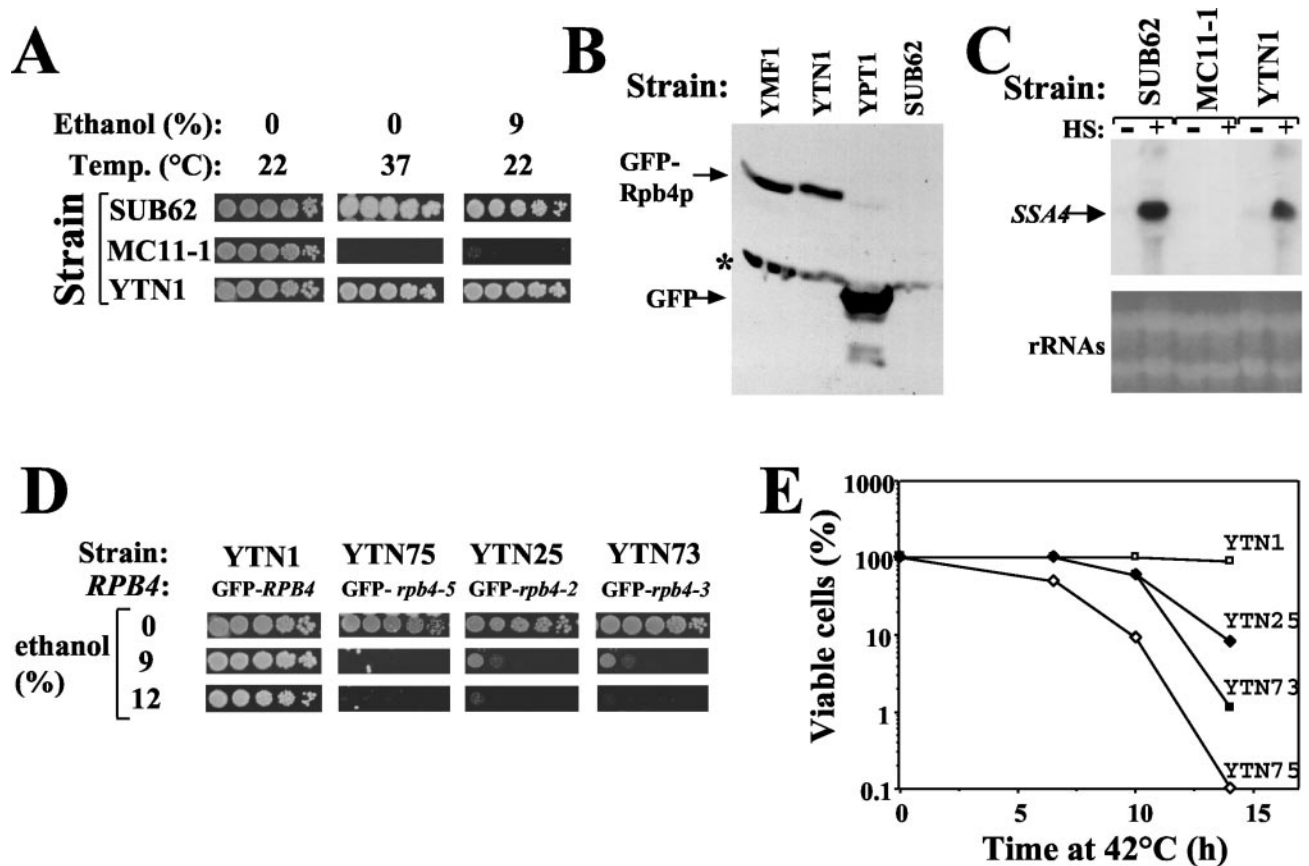 A
Ethanol (%): 0 0 9
Temp. (°C): 22 37 22
Strain
SUB62
MC11-1
YTN1
B
Strain: YMF1 YTN1 YPT1 SUB62
GFP-
Rpb4p
*
GFP
C
Strain: SUB62 MC11-1 YTN1
HS: - + - + - +
SSA4
rRNAs
D
Strain: YTN1 YTN75 YTN25 YTN73
RPB4: GFP-RPB4 GFP- rpb4-5 GFP-rpb4-2 GFP-rpb4-3
ethanol
(%)
0
9
12
E
Viable cells (%)
1000
100
10
1
0.1
YTN1
YTN25
YTN73
YTN75
0 5 10 15
Time at 42°C (h)